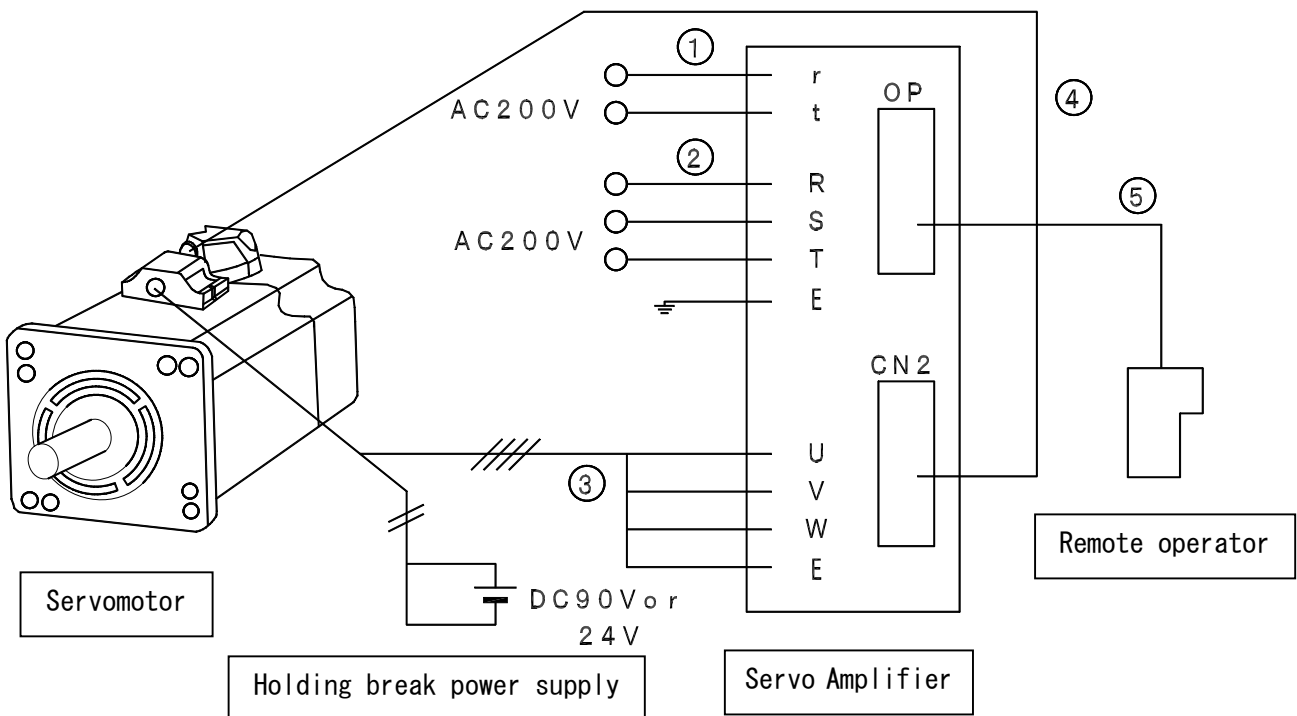 ①
r
OP
AC200V
t
④
②
R
⑤
S
AC200V
T
E
CN2
U
③
V
W
Remote operator
E
Servomotor
DC90Vor
24V
Holding break power supply
Servo Amplifier